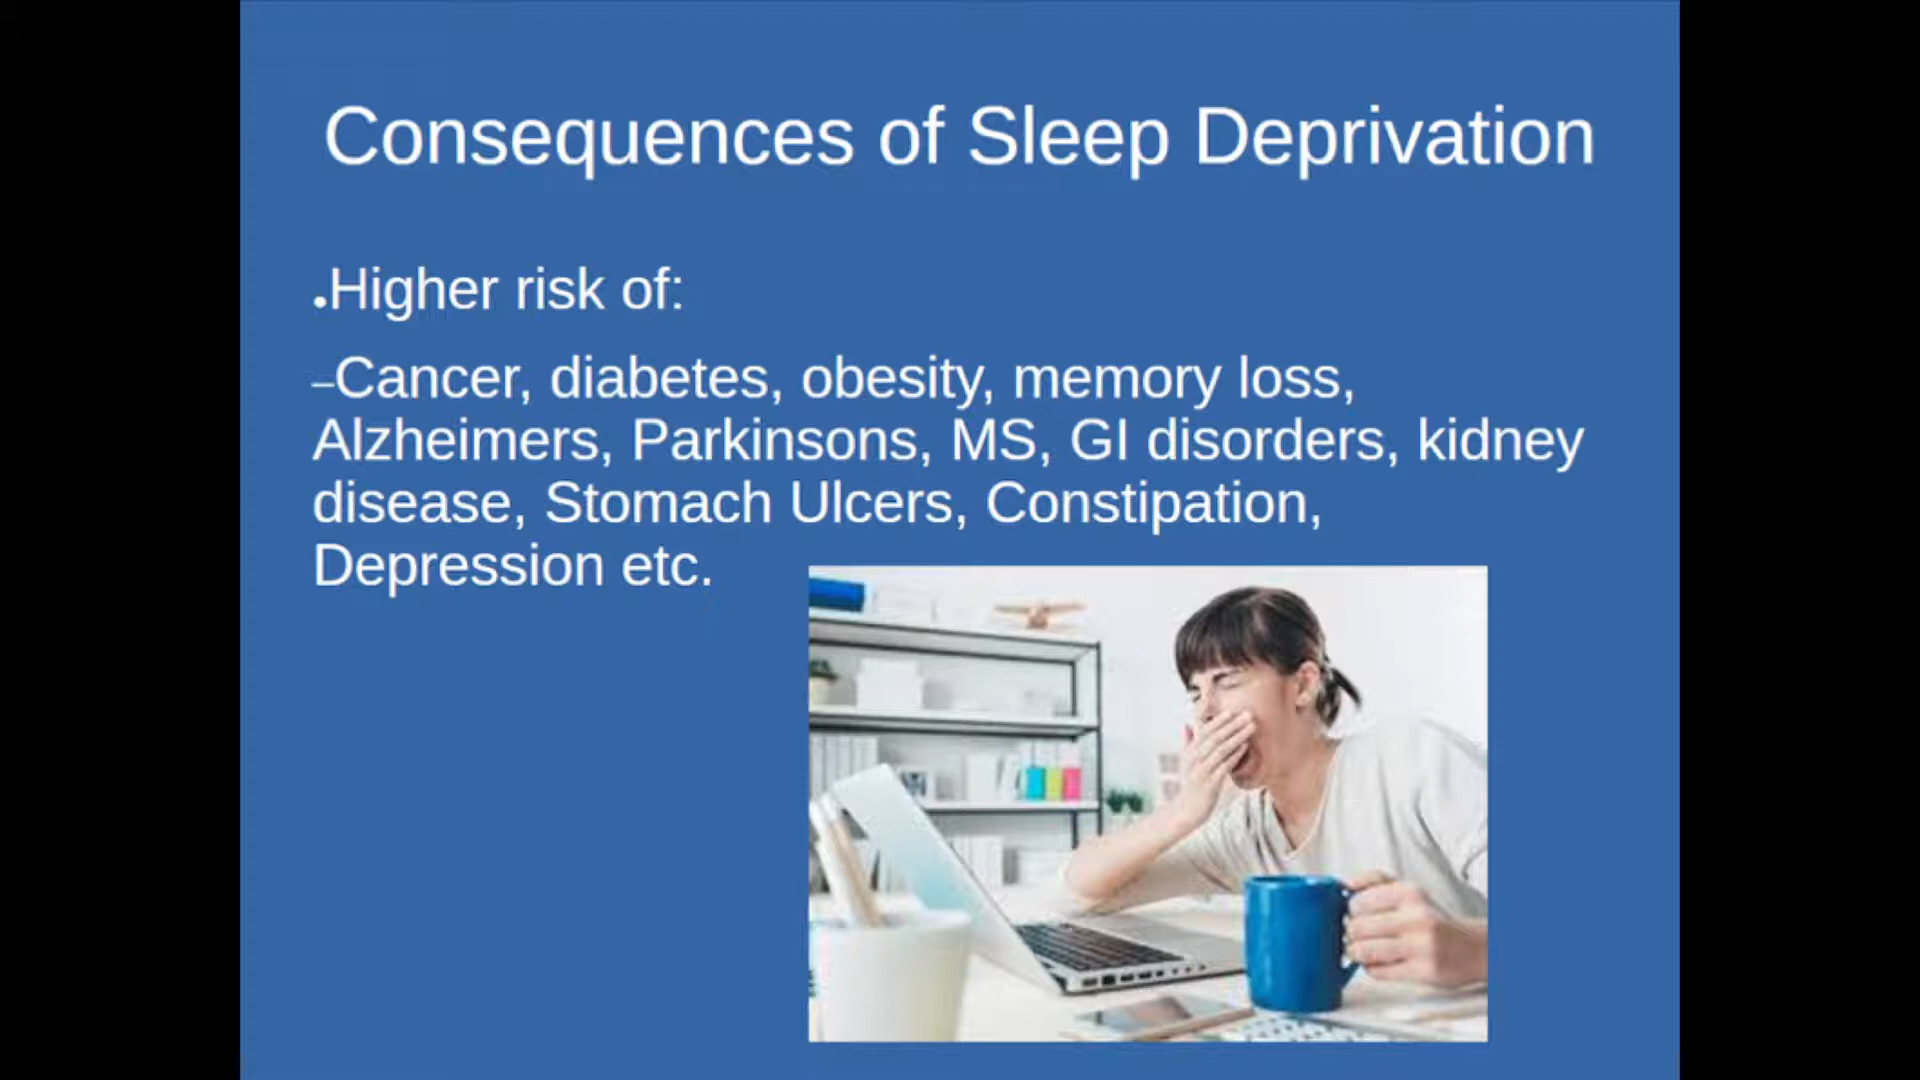 Consequences of Sleep Deprivation
●Higher risk of:
–Cancer, diabetes, obesity, memory loss,
Alzheimers, Parkinsons, MS, GI disorders, kidney
disease, Stomach Ulcers, Constipation,
Depression etc.